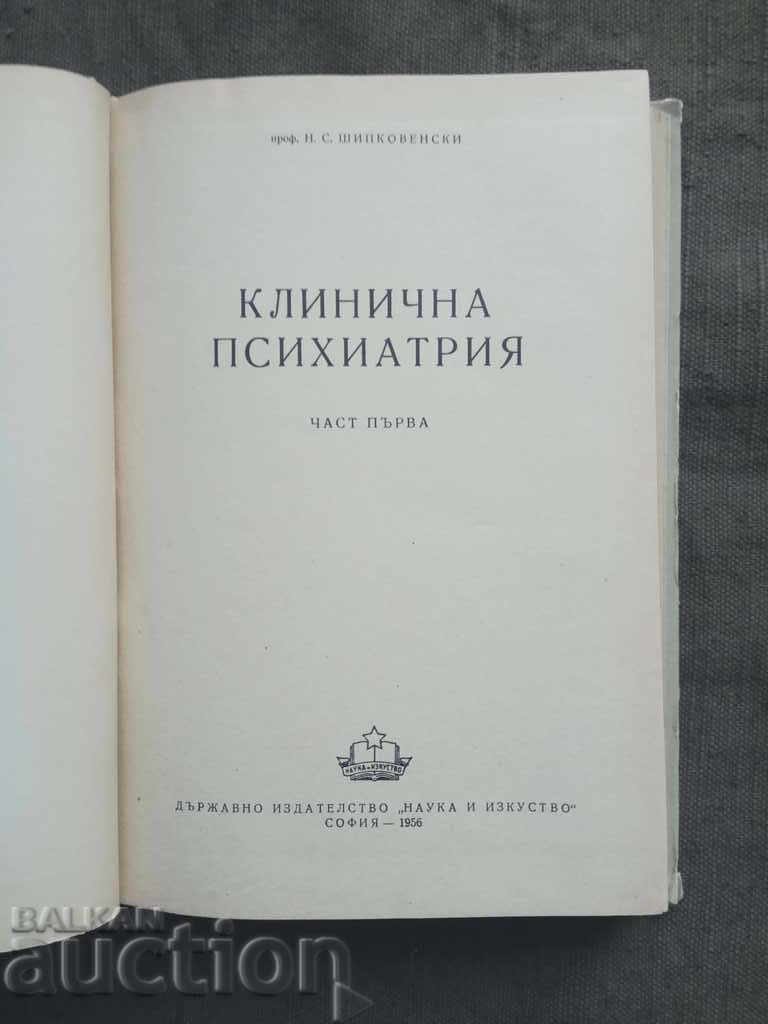 проф. Н. С. ШИПКОВЕНСКИ
КЛИНИЧНА
ПСИХИАТРИЯ
ЧАСТ ПЪРВА
НАУКА и ИЗКУСТВО
ДЪРЖАВНО ИЗДАТЕЛСТВО „НАУКА И ИЗКУСТВО“
СОФИЯ — 1956
BALKAN
auction